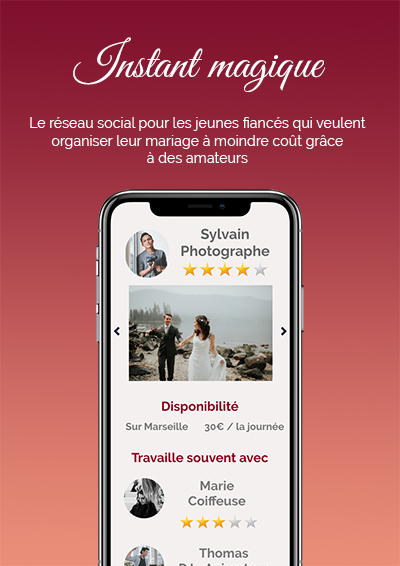 Instant magique
Le réseau social pour les jeunes fiancés qui veulent
organiser leur mariage à moindre coût grâce
à des amateurs
Sylvain
Photographe
Disponibilité
Sur Marseille 30€ / la journée
Travaille souvent avec
Marie
Coiffeuse
Thomas